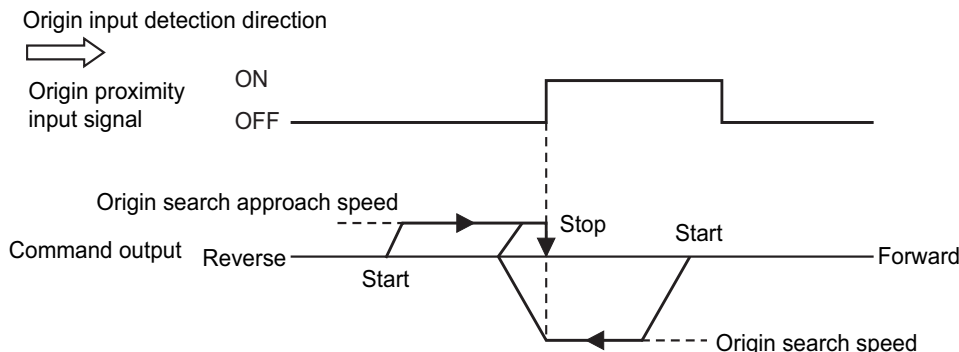 Origin input detection direction
Origin proximity
input signal
ON
OFF
Origin search approach speed
Stop
Start
Command output
Reverse
Forward
Start
Origin search speed